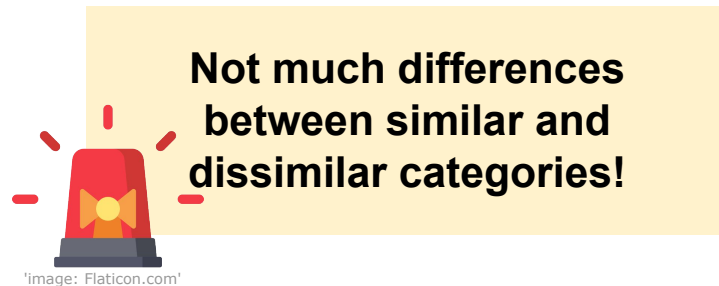 Not much differences
between similar and
dissimilar categories!
'image: Flaticon.com'